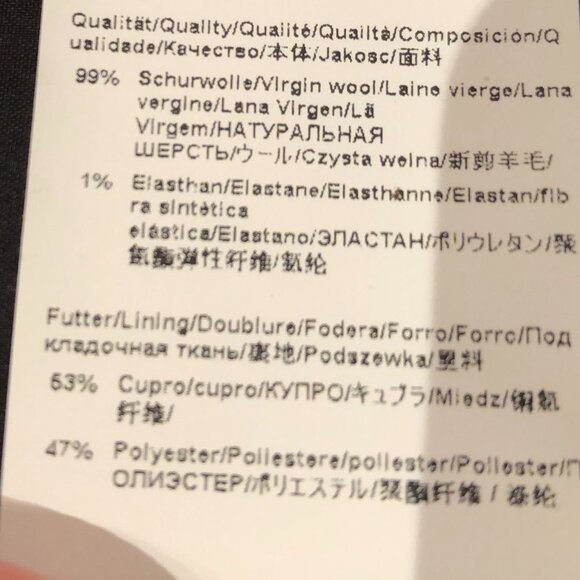 Qualität/Quality/Qualité/Qualità/Composición/Q
ualidade/Качество/本体/Jakosc/面料
99% Schurwolle/Virgin wool/Laine vierge/Lana
vergine/Lana Virgen/Lã
Virgem/НАТУРАЛЬНАЯ
ШЕРСТЬ/ウール/Czysta welna/新剪羊毛/
1% Elasthan/Elastane/Elasthanne/Elastan/fib
ra sintética
elástica/Elastano/ЭЛАСТАН/ポリウレタン/聚
氨酯弹性纤维/氨纶
Futter/Lining/Doublure/Fodera/Forro/Forro/Под
кладочная ткань/裏地/Podszewka/里料
53% Cupro/cupro/КУПРО/キュプラ/Miedz/铜氨
纤维/
47% Polyester/Poliestere/poliester/Poliester/П
ОЛИЭСТЕР/ポリエステル/聚酯纤维 / 涤纶